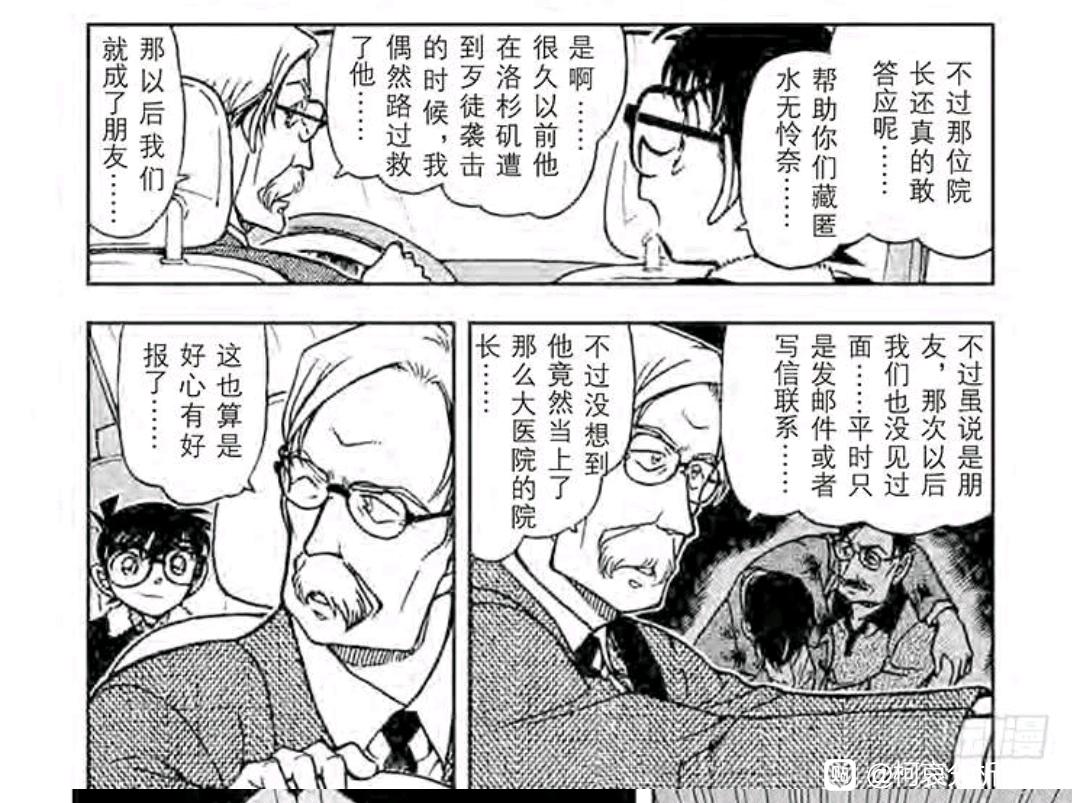 不过那位院
长还真的敢
答应呢……
帮助你们藏匿
水无怜奈……
是啊……
很久以前他
在洛杉矶遭
到歹徒袭击
的时候，我
偶然路过救
了他……
那以后我们
就成了朋友……
不过虽说是朋
友，那次以后
我们也没见过
面……平时只
是发邮件或者
写信联系……
不过没想到
他竟然当上了
那么大医院的院
长……
这也算是
好心有好
报了……